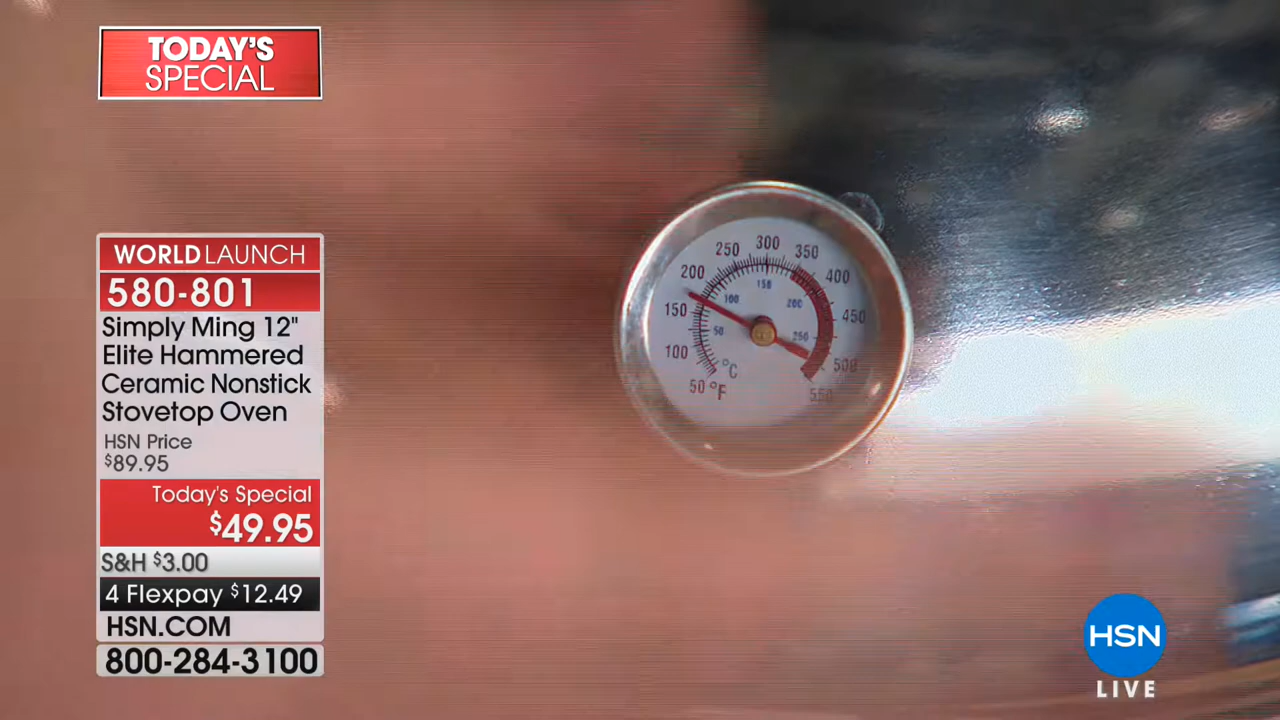 TODAY'S
SPECIAL
WORLD LAUNCH
580-801
Simply Ming 12"
Elite Hammered
Ceramic Nonstick
Stovetop Oven
HSN Price
$89.95
Today's Special
$49.95
S&H $3.00
4 Flexpay $12.49
HSN.COM
800-284-3100
50
100
150
200
250
300
350
400
450
500
550
°F
50
100
150
200
250
°C
HSN
LIVE